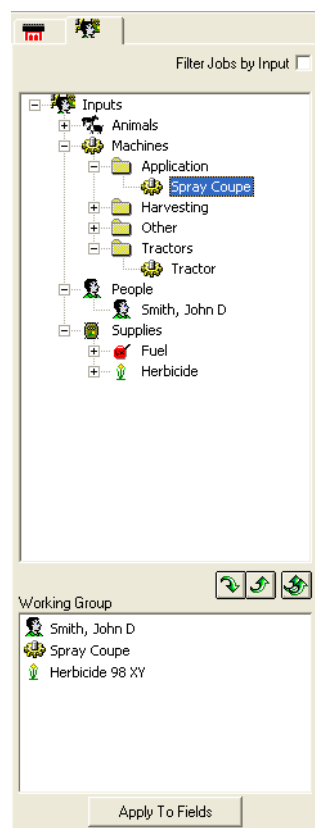 Filter Jobs by Input
Inputs
Animals
Machines
Application
Spray Coupe
Harvesting
Other
Tractors
Tractor
People
Smith, John D
Supplies
Fuel
Herbicide
Working Group
Smith, John D
Spray Coupe
Herbicide 98 XY
Apply To Fields